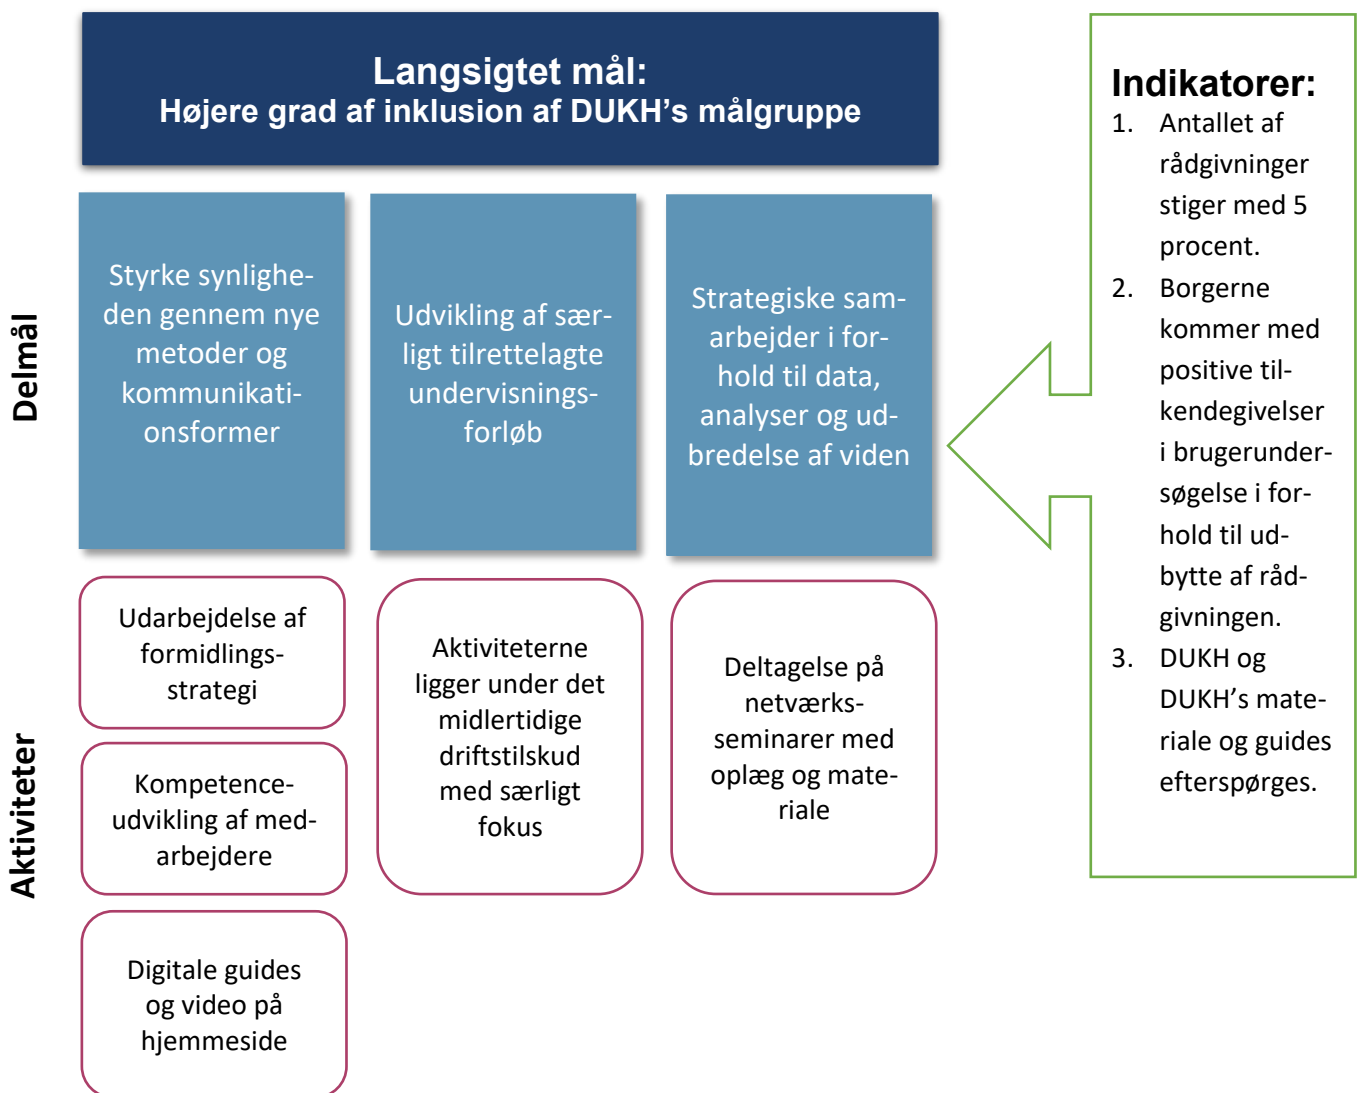 Langsigtet mål:
Højere grad af inklusion af DUKH's målgruppe
Delmål
Styrke synlighe-
den gennem nye
metoder og
kommunikati-
onsformer
Udvikling af sær-
ligt tilrettelagte
undervisnings-
forløb
Strategiske sam-
arbejder i for-
hold til data,
analyser og ud-
bredelse af viden
Aktiviteter
Udarbejdelse af
formidlings-
strategi
Kompetence-
udvikling af med-
arbejdere
Digitale guides
og video på
hjemmeside
Aktiviteterne
ligger under det
midlertidige
driftstilskud
med særligt
fokus
Deltagelse på
netværks-
seminarer med
oplæg og mate-
riale
Indikatorer:
1. Antallet af
rådgivninger
stiger med 5
procent.
2. Borgerne
kommer med
positive til-
kendegivelser
i brugerunder-
søgelse i for-
hold til ud-
bytte af råd-
givningen.
3. DUKH og
DUKH's mate-
riale og guides
efterspørges.